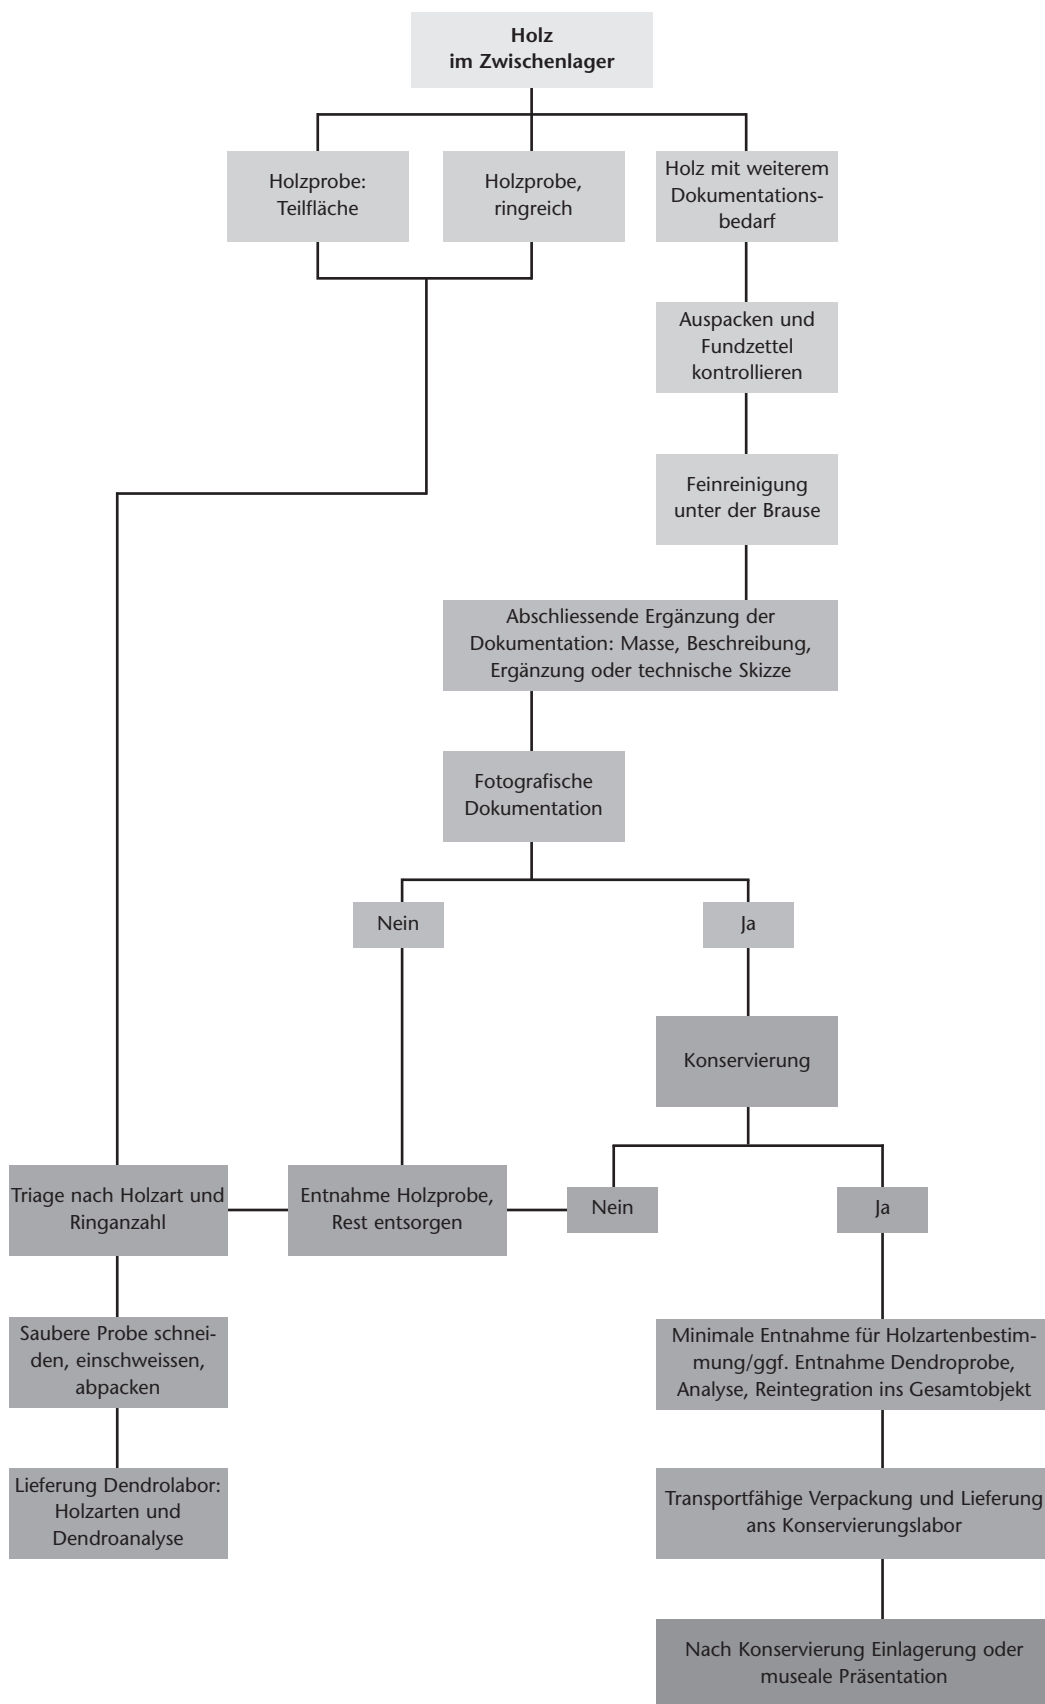 Holz
im Zwischenlager
Holzprobe:
Teilfläche
Holzprobe,
ringreich
Holz mit weiterem
Dokumentations-
bedarf
Auspacken und
Fundzettel
kontrollieren
Feinreinigung
unter der Brause
Abschliessende Ergänzung der
Dokumentation: Masse, Beschreibung,
Ergänzung oder technische Skizze
Fotografische
Dokumentation
Nein
Ja
Konservierung
Triage nach Holzart und
Ringanzahl
Entnahme Holzprobe,
Rest entsorgen
Nein
Ja
Saubere Probe schnei-
den, einschweissen,
abpacken
Minimale Entnahme für Holzartenbestim-
mung/ggf. Entnahme Dendroprobe,
Analyse, Reintegration ins Gesamtobjekt
Lieferung Dendrolabor:
Holzarten und
Dendroanalyse
Transportfähige Verpackung und Lieferung
ans Konservierungslabor
Nach Konservierung Einlagerung oder
museale Präsentation